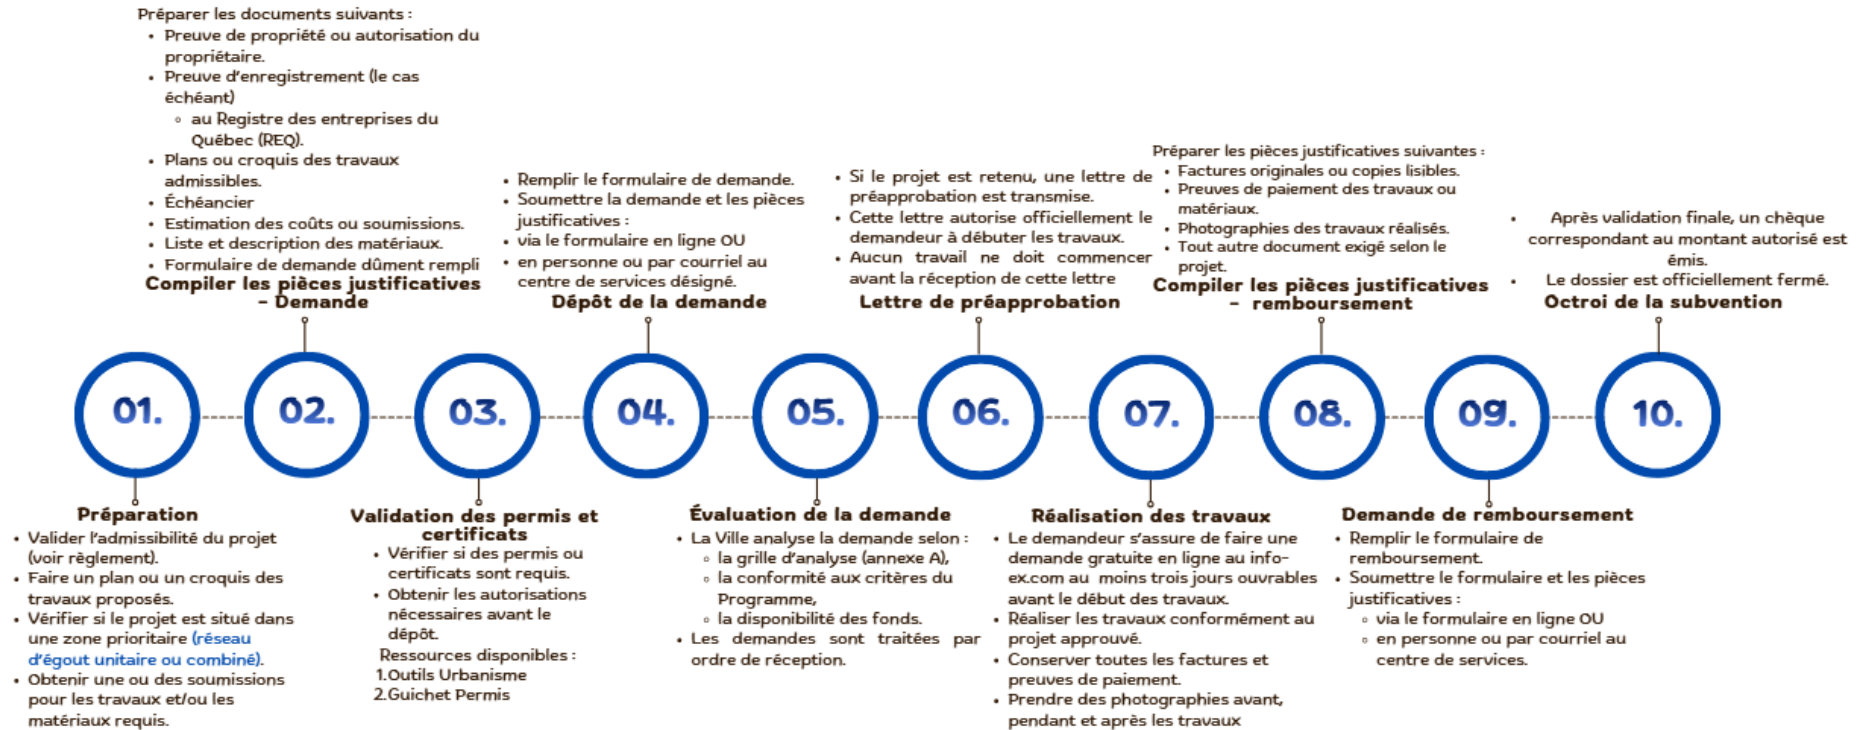 Préparer les documents suivants :
• Preuve de propriété ou autorisation du
propriétaire.
• Preuve d'enregistrement (le cas
échéant)
◦ au Registre des entreprises du
Québec (REQ).
• Plans ou croquis des travaux
admissibles.
• Échéancier
• Estimation des coûts ou soumissions.
• Liste et description des matériaux.
• Formulaire de demande dûment rempli
Compiler les pièces justificatives
- Demande
• Remplir le formulaire de demande.
• Soumettre la demande et les pièces
justificatives :
• via le formulaire en ligne OU
• en personne ou par courriel au
centre de services désigné.
Dépôt de la demande
• Si le projet est retenu, une lettre de
préapprobation est transmise.
• Cette lettre autorise officiellement le
demandeur à débuter les travaux.
• Aucun travail ne doit commencer
avant la réception de cette lettre
Lettre de préapprobation
Préparer les pièces justificatives suivantes :
• Factures originales ou copies lisibles.
• Preuves de paiement des travaux ou
matériaux.
• Photographies des travaux réalisés.
• Tout autre document exigé selon le
projet.
Compiler les pièces justificatives
- remboursement
• Après validation finale, un chèque
correspondant au montant autorisé est
émis.
• Le dossier est officiellement fermé.
Octroi de la subvention
01.
02.
03.
04.
05.
06.
07.
08.
09.
10.
Préparation
• Valider l'admissibilité du projet
(voir règlement).
• Faire un plan ou un croquis des
travaux proposés.
• Vérifier si le projet est situé dans
une zone prioritaire (réseau
d'égout unitaire ou combiné).
• Obtenir une ou des soumissions
pour les travaux et/ou les
matériaux requis.
Validation des permis et
certificats
• Vérifier si des permis ou
certificats sont requis.
• Obtenir les autorisations
nécessaires avant le
dépôt.
Ressources disponibles :
1.Outils Urbanisme
2.Guichet Permis
Évaluation de la demande
• La Ville analyse la demande selon :
◦ la grille d'analyse (annexe A),
◦ la conformité aux critères du
Programme,
◦ la disponibilité des fonds.
• Les demandes sont traitées par
ordre de réception.
Réalisation des travaux
• Le demandeur s'assure de faire une
demande gratuite en ligne au info-
ex.com au moins trois jours ouvrables
avant le début des travaux.
• Réaliser les travaux conformément au
projet approuvé.
• Conserver toutes les factures et
preuves de paiement.
• Prendre des photographies avant,
pendant et après les travaux
Demande de remboursement
• Remplir le formulaire de
remboursement.
• Soumettre le formulaire et les pièces
justificatives :
◦ via le formulaire en ligne OU
◦ en personne ou par courriel au
centre de services.